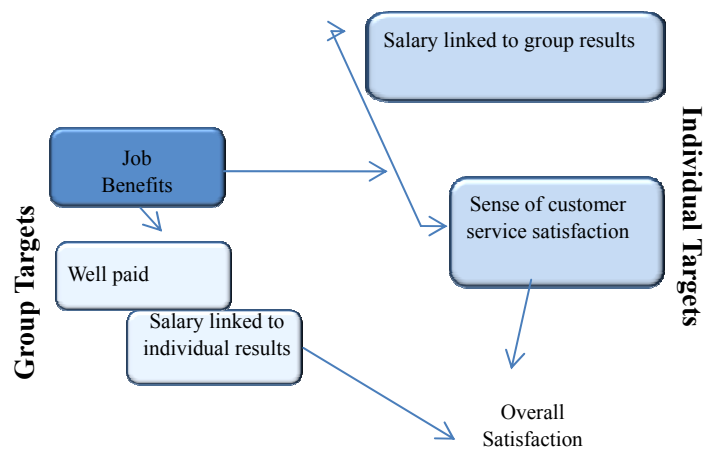 Salary linked to group results
Job
Benefits
Sense of customer
service satisfaction
Well paid
Salary linked to
individual results
Overall
Satisfaction
Group Targets
Individual Targets